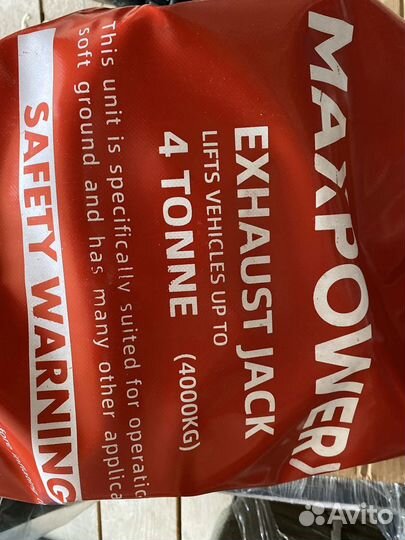 MAXPOWER
EXHAUST JACK
LIFTS VEHICLES UP TO
4 TONNE (4000KG)
This unit is specifically suited for operatio
soft ground and has many other applica
SAFETY WARNING
Avito